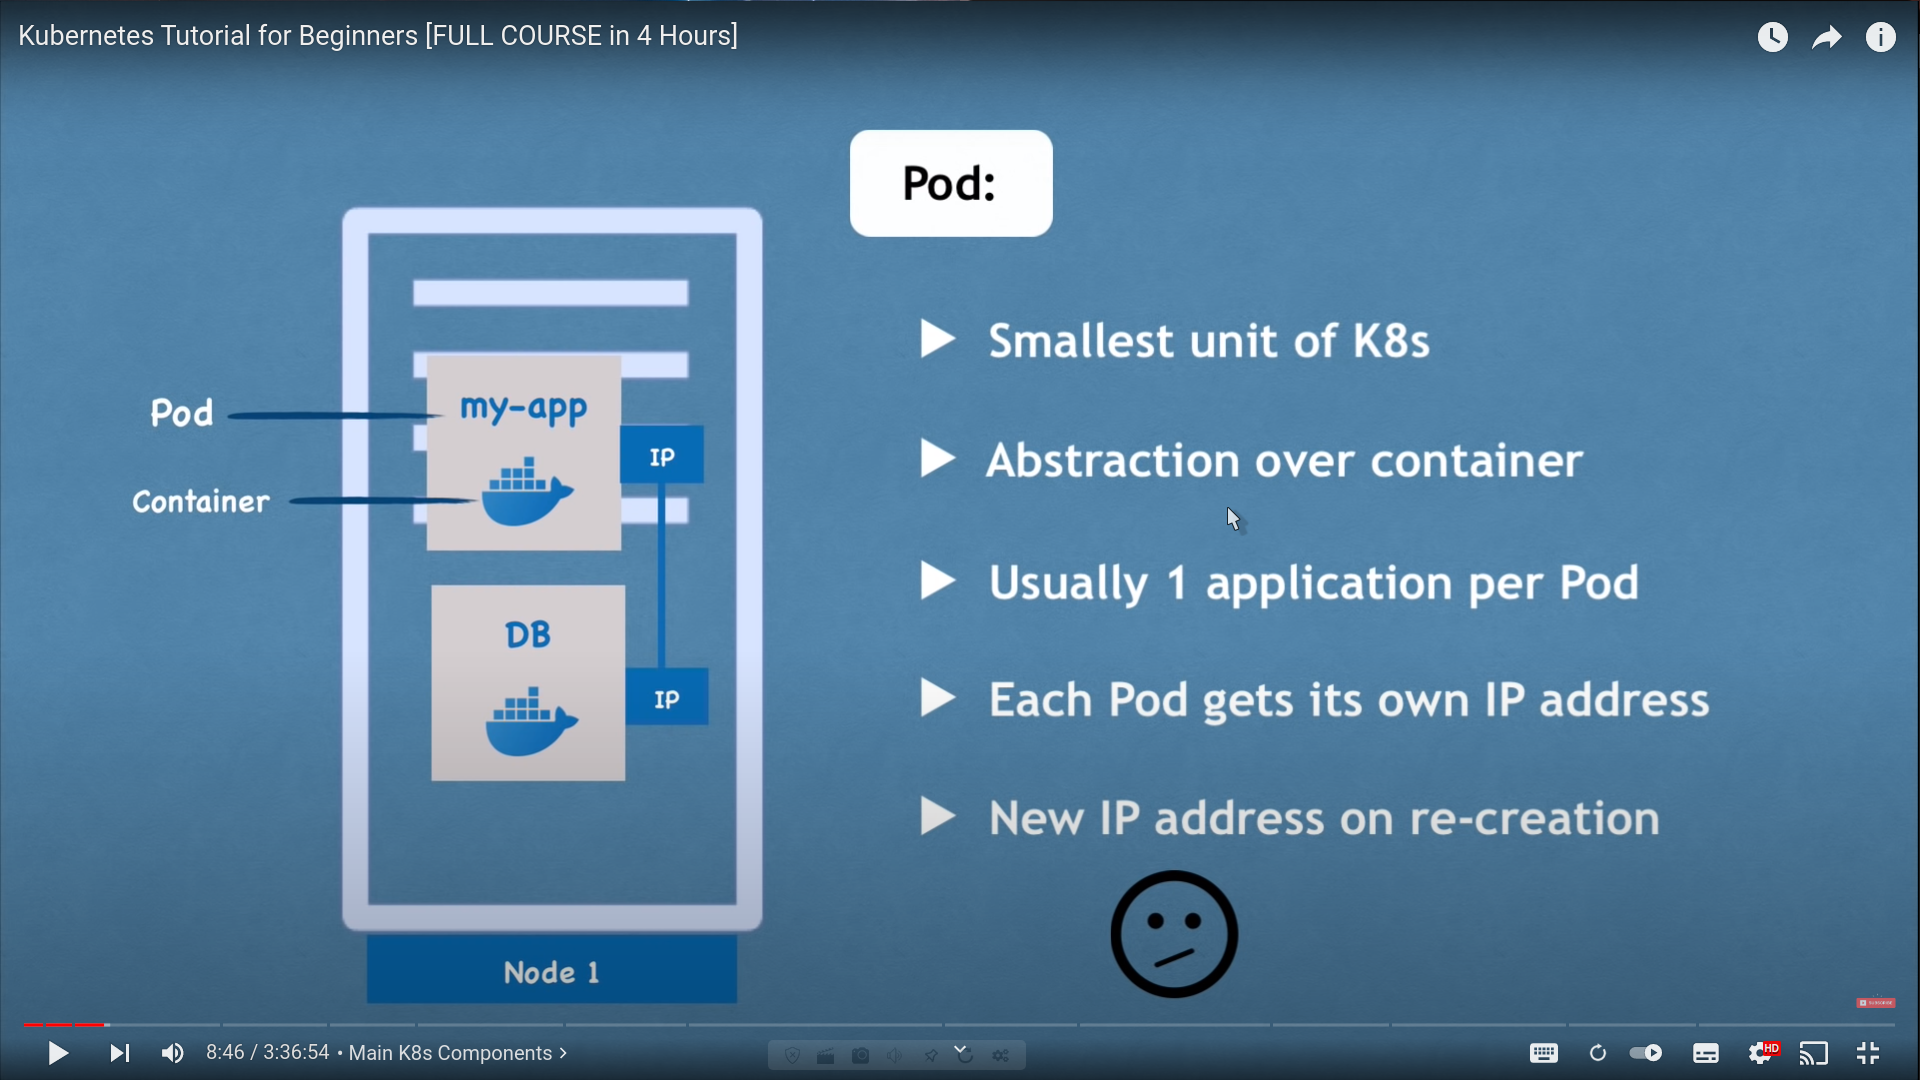 Kubernetes Tutorial for Beginners [FULL COURSE in 4 Hours]
Pod:
Smallest unit of K8s
Abstraction over container
Usually 1 application per Pod
Each Pod gets its own IP address
New IP address on re-creation
Pod
Container
my-app
IP
DB
IP
Node 1
8:46 / 3:36:54 • Main K8s Components
HD